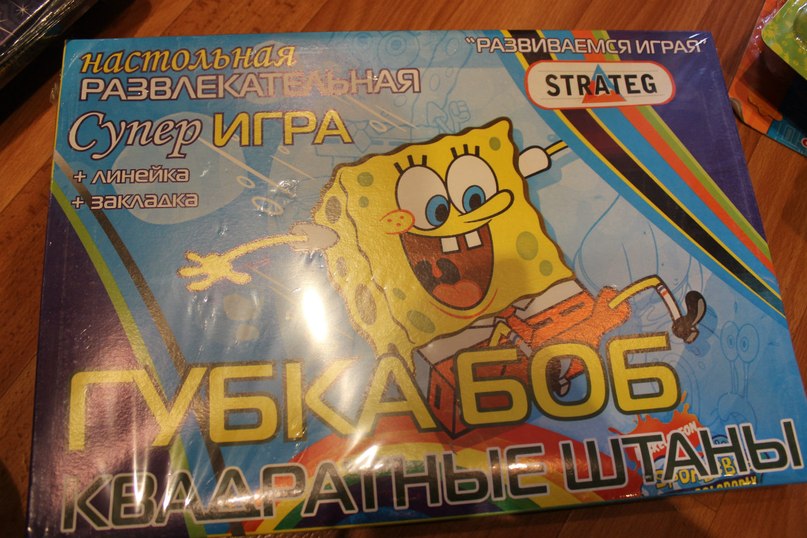 настольная
РАЗВЛЕКАТЕЛЬНАЯ
Супер ИГРА
+ линейка
+ закладка
"РАЗВИВАЕМСЯ ИГРАЯ"
STRATEG
ГУБКА БОБ
КВАДРАТНЫЕ ШТАНЫ